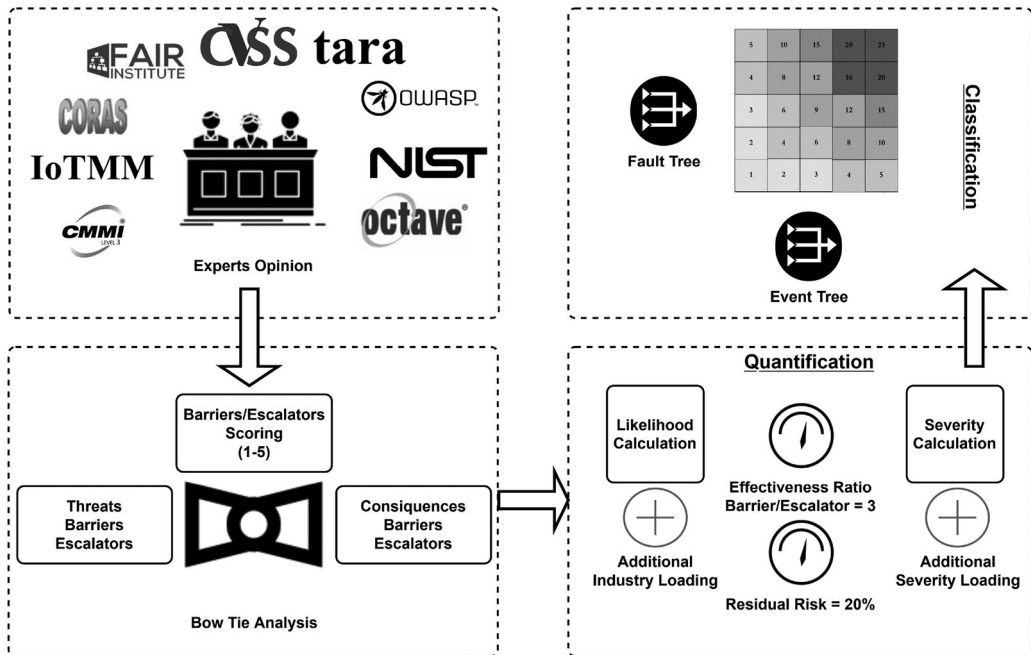 FAIR
INSTITUTE
CVSS
tara
CORAS
OWASP™
IoTMM
NIST
CMMi
LEVEL 3
octave®
Experts Opinion
Barriers/Escalators
Scoring
(1-5)
Threats
Barriers
Escalators
Consiquences
Barriers
Escalators
Bow Tie Analysis
Quantification
Likelihood
Calculation
Severity
Calculation
Effectiveness Ratio
Barrier/Escalator = 3
Additional
Industry Loading
Additional
Severity Loading
Residual Risk = 20%
5 10 15 20 25
4 8 12 16 20
3 6 9 12 15
2 4 6 8 10
1 2 3 4 5
Fault Tree
Event Tree
Classification